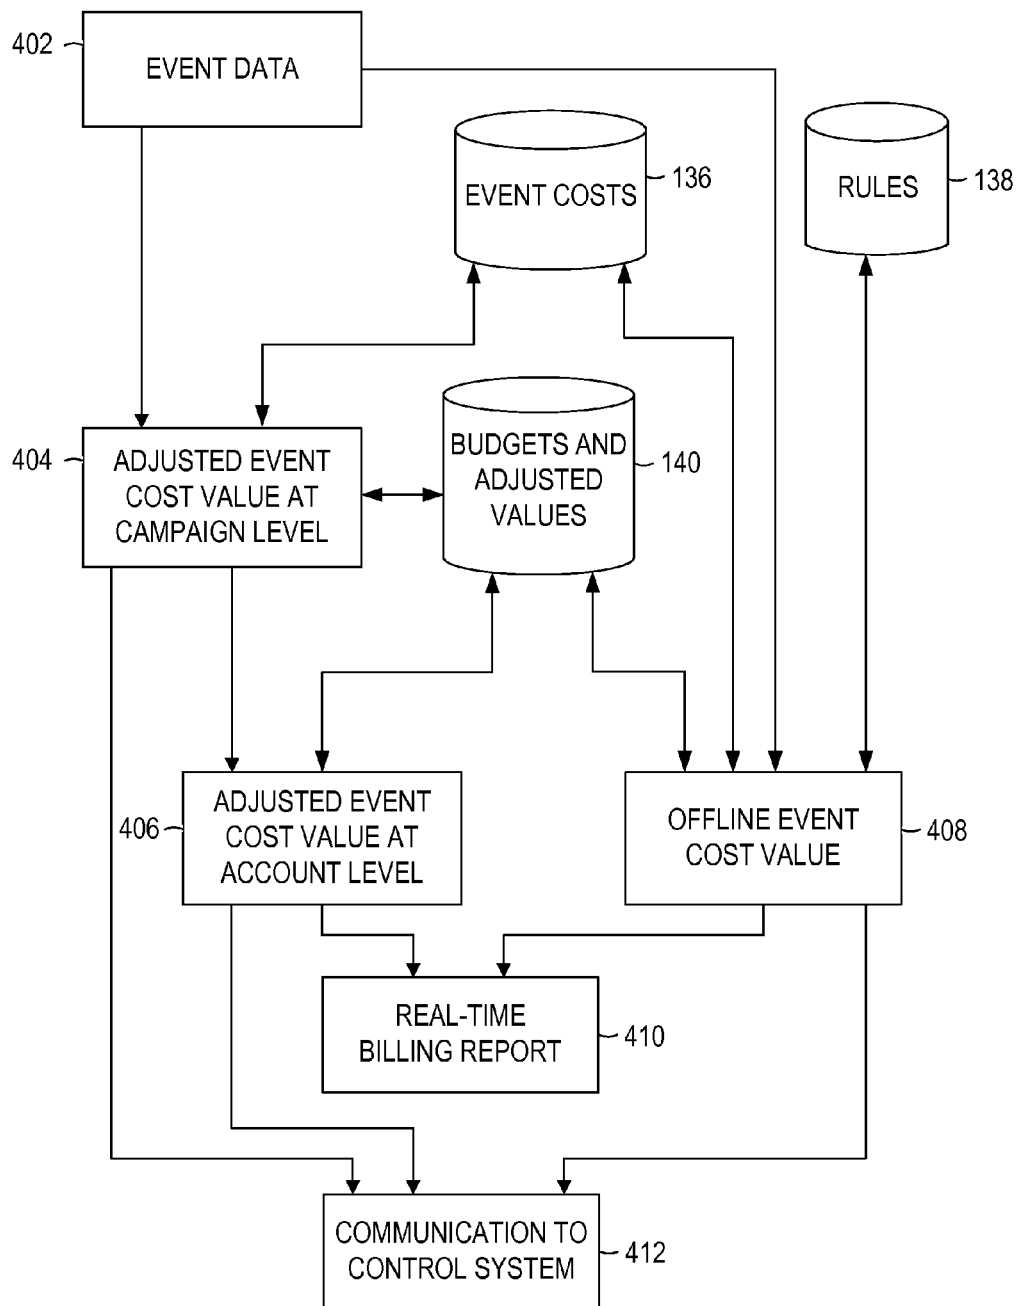 402
EVENT DATA
EVENT COSTS
136
RULES
138
404
ADJUSTED EVENT
COST VALUE AT
CAMPAIGN LEVEL
BUDGETS AND
ADJUSTED
VALUES
140
406
ADJUSTED EVENT
COST VALUE AT
ACCOUNT LEVEL
OFFLINE EVENT
COST VALUE
408
REAL-TIME
BILLING REPORT
410
COMMUNICATION TO
CONTROL SYSTEM
412